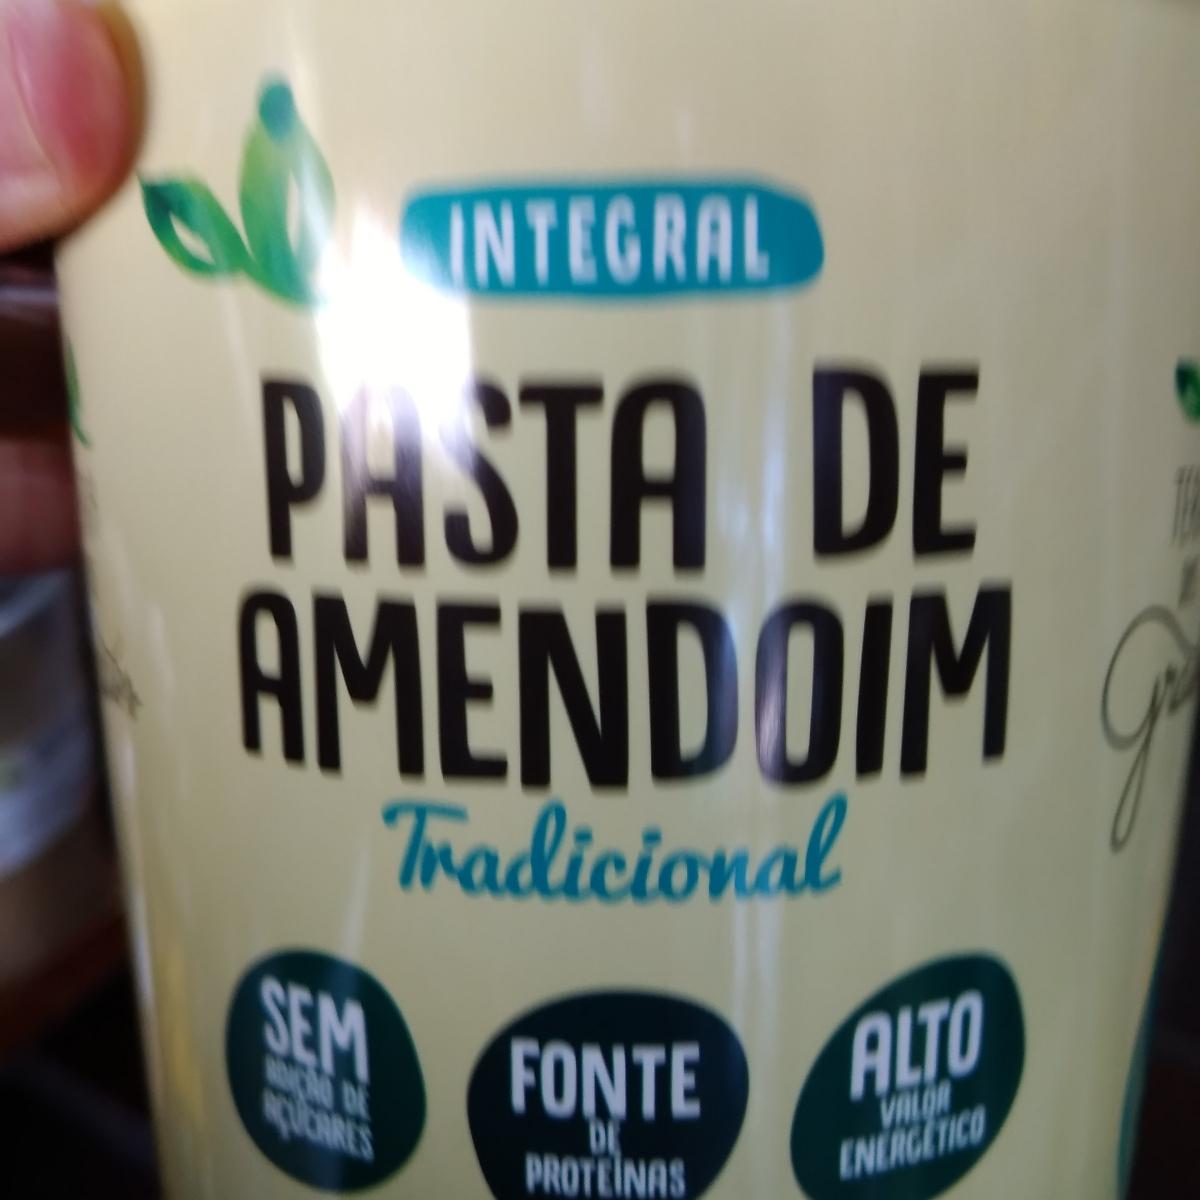 INTEGRAL
PASTA DE
AMENDOIM
Tradicional
SEM
ADIÇÃO DE
AÇÚCARES
FONTE
DE
PROTEÍNAS
ALTO
VALOR
ENERGÉTICO